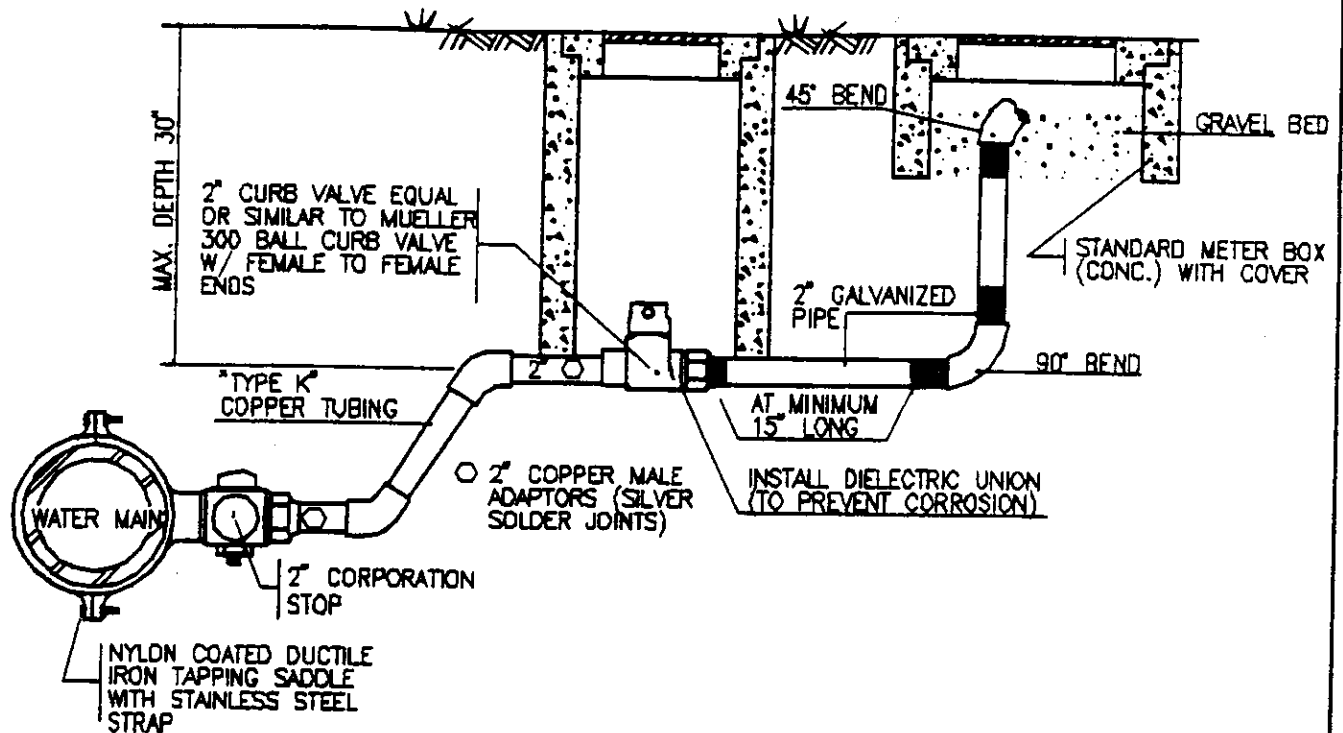 45° BEND
GRAVEL BED
MAX. DEPTH 30"
2" CURB VALVE EQUAL
OR SIMILAR TO MUELLER
300 BALL CURB VALVE
W/ FEMALE TO FEMALE
ENDS
STANDARD METER BOX
(CONC.) WITH COVER
2" GALVANIZED
PIPE
2"
90° BEND
"TYPE K"
COPPER TUBING
AT MINIMUM
15" LONG
2" COPPER MALE
ADAPTORS (SILVER
SOLDER JOINTS)
INSTALL DIELECTRIC UNION
(TO PREVENT CORROSION)
WATER MAIN
2" CORPORATION
STOP
NYLON COATED DUCTILE
IRON TAPPING SADDLE
WITH STAINLESS STEEL
STRAP